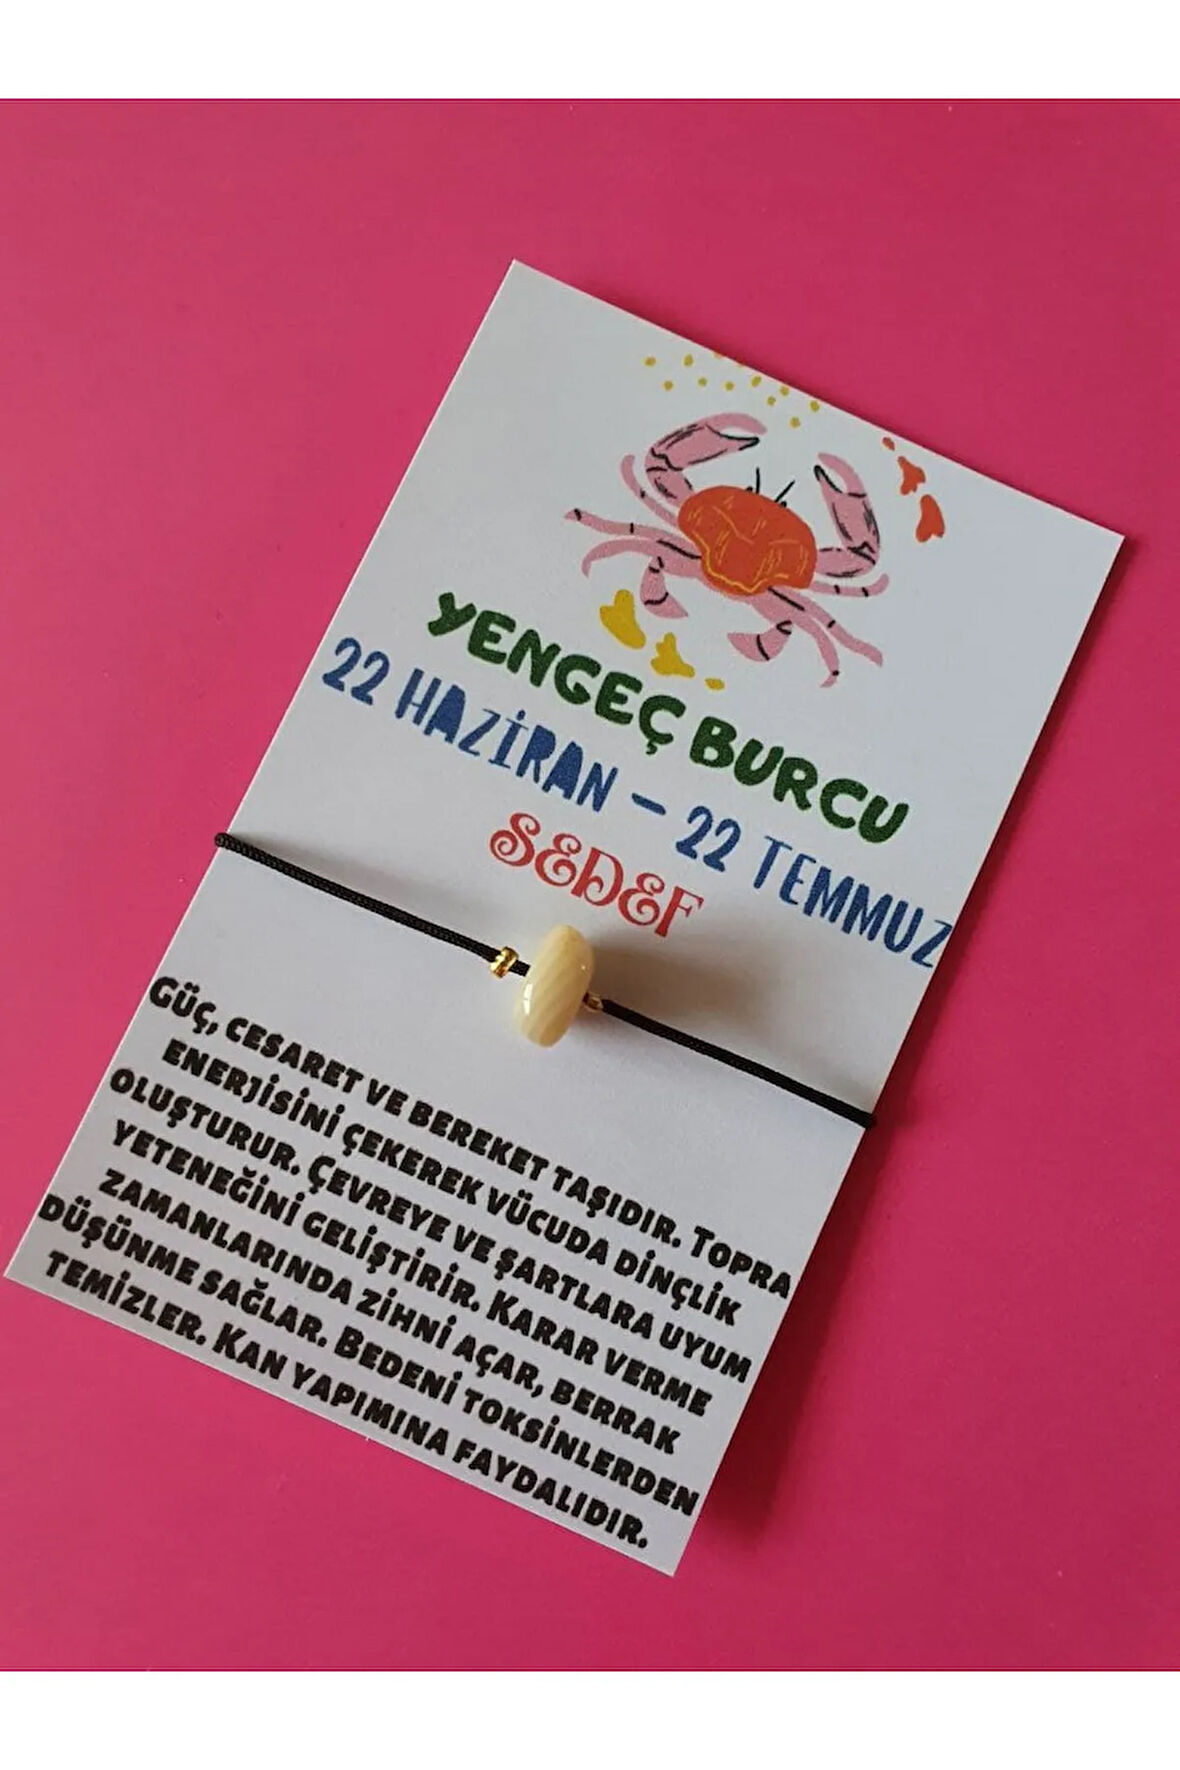 YENGEÇ BURCU
22 HAZİRAN - 22 TEMMUZ
SEDEF
GÜÇ, CESARET VE BEREKET TAŞIDIR. TOPRA
ENERJİSİNİ ÇEKEREK VÜCUDA DİNÇLİK
OLUŞTURUR. ÇEVREYE VE ŞARTLARA UYUM
YETENEĞİNİ GELİŞTİRİR. KARAR VERME
ZAMANLARINDA ZİHNİ AÇAR, BERRAK
DÜŞÜNME SAĞLAR. BEDENİ TOKSİNLERDEN
TEMİZLER. KAN YAPIMINA FAYDALIDIR.